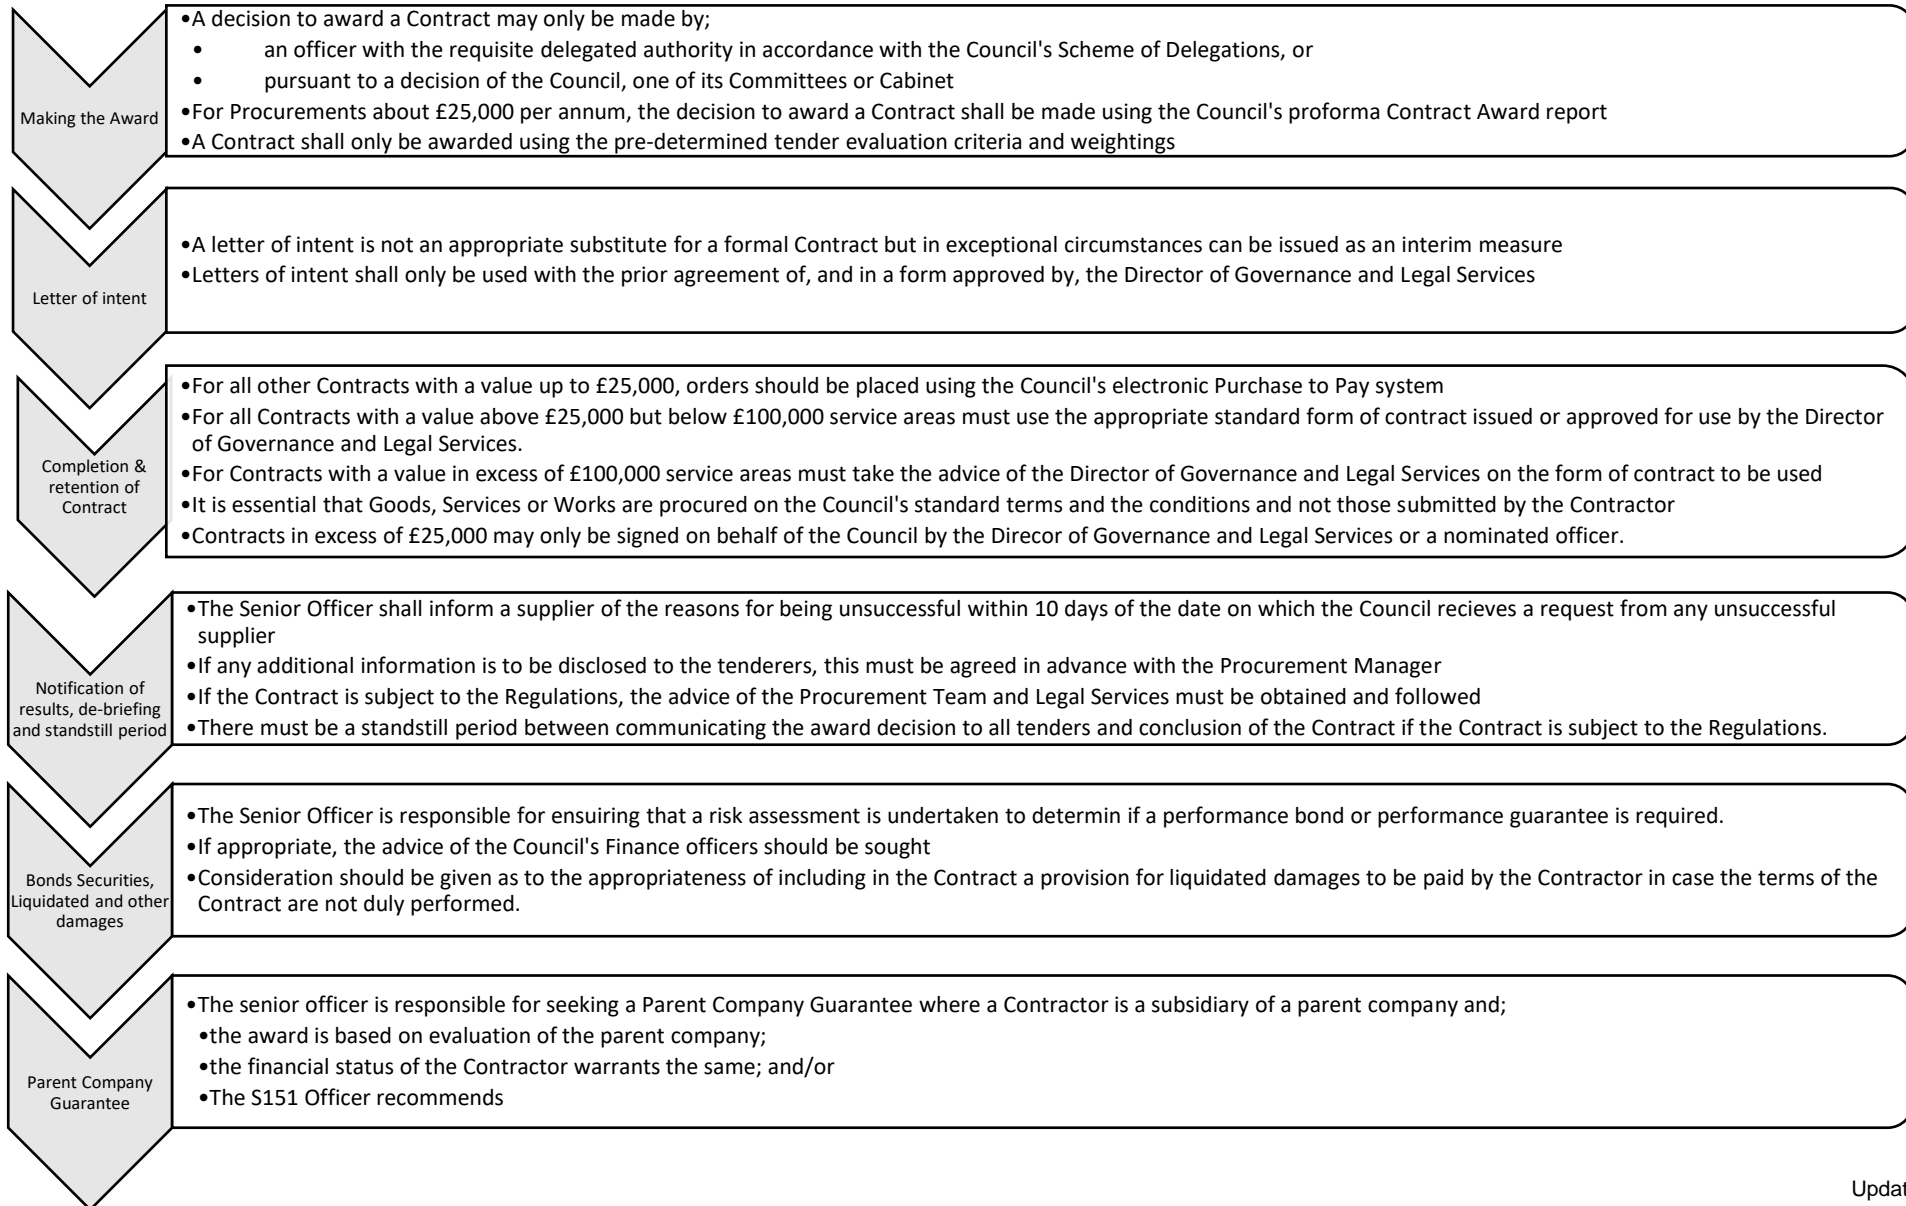 Making the Award
•A decision to award a Contract may only be made by;
• an officer with the requisite delegated authority in accordance with the Council's Scheme of Delegations, or
• pursuant to a decision of the Council, one of its Committees or Cabinet
•For Procurements about £25,000 per annum, the decision to award a Contract shall be made using the Council's proforma Contract Award report
•A Contract shall only be awarded using the pre-determined tender evaluation criteria and weightings
Letter of intent
•A letter of intent is not an appropriate substitute for a formal Contract but in exceptional circumstances can be issued as an interim measure
•Letters of intent shall only be used with the prior agreement of, and in a form approved by, the Director of Governance and Legal Services
Completion &
retention of
Contract
•For all other Contracts with a value up to £25,000, orders should be placed using the Council's electronic Purchase to Pay system
•For all Contracts with a value above £25,000 but below £100,000 service areas must use the appropriate standard form of contract issued or approved for use by the Director
of Governance and Legal Services.
•For Contracts with a value in excess of £100,000 service areas must take the advice of the Director of Governance and Legal Services on the form of contract to be used
•It is essential that Goods, Services or Works are procured on the Council's standard terms and the conditions and not those submitted by the Contractor
•Contracts in excess of £25,000 may only be signed on behalf of the Council by the Direcor of Governance and Legal Services or a nominated officer.
Notification of
results, de-briefing
and standstill period
•The Senior Officer shall inform a supplier of the reasons for being unsuccessful within 10 days of the date on which the Council recieves a request from any unsuccessful
supplier
•If any additional information is to be disclosed to the tenderers, this must be agreed in advance with the Procurement Manager
•If the Contract is subject to the Regulations, the advice of the Procurement Team and Legal Services must be obtained and followed
•There must be a standstill period between communicating the award decision to all tenders and conclusion of the Contract if the Contract is subject to the Regulations.
Bonds Securities,
Liquidated and other
damages
•The Senior Officer is responsible for ensuiring that a risk assessment is undertaken to determin if a performance bond or performance guarantee is required.
•If appropriate, the advice of the Council's Finance officers should be sought
•Consideration should be given as to the appropriateness of including in the Contract a provision for liquidated damages to be paid by the Contractor in case the terms of the
Contract are not duly performed.
Parent Company
Guarantee
•The senior officer is responsible for seeking a Parent Company Guarantee where a Contractor is a subsidiary of a parent company and;
•the award is based on evaluation of the parent company;
•the financial status of the Contractor warrants the same; and/or
•The S151 Officer recommends
Updat